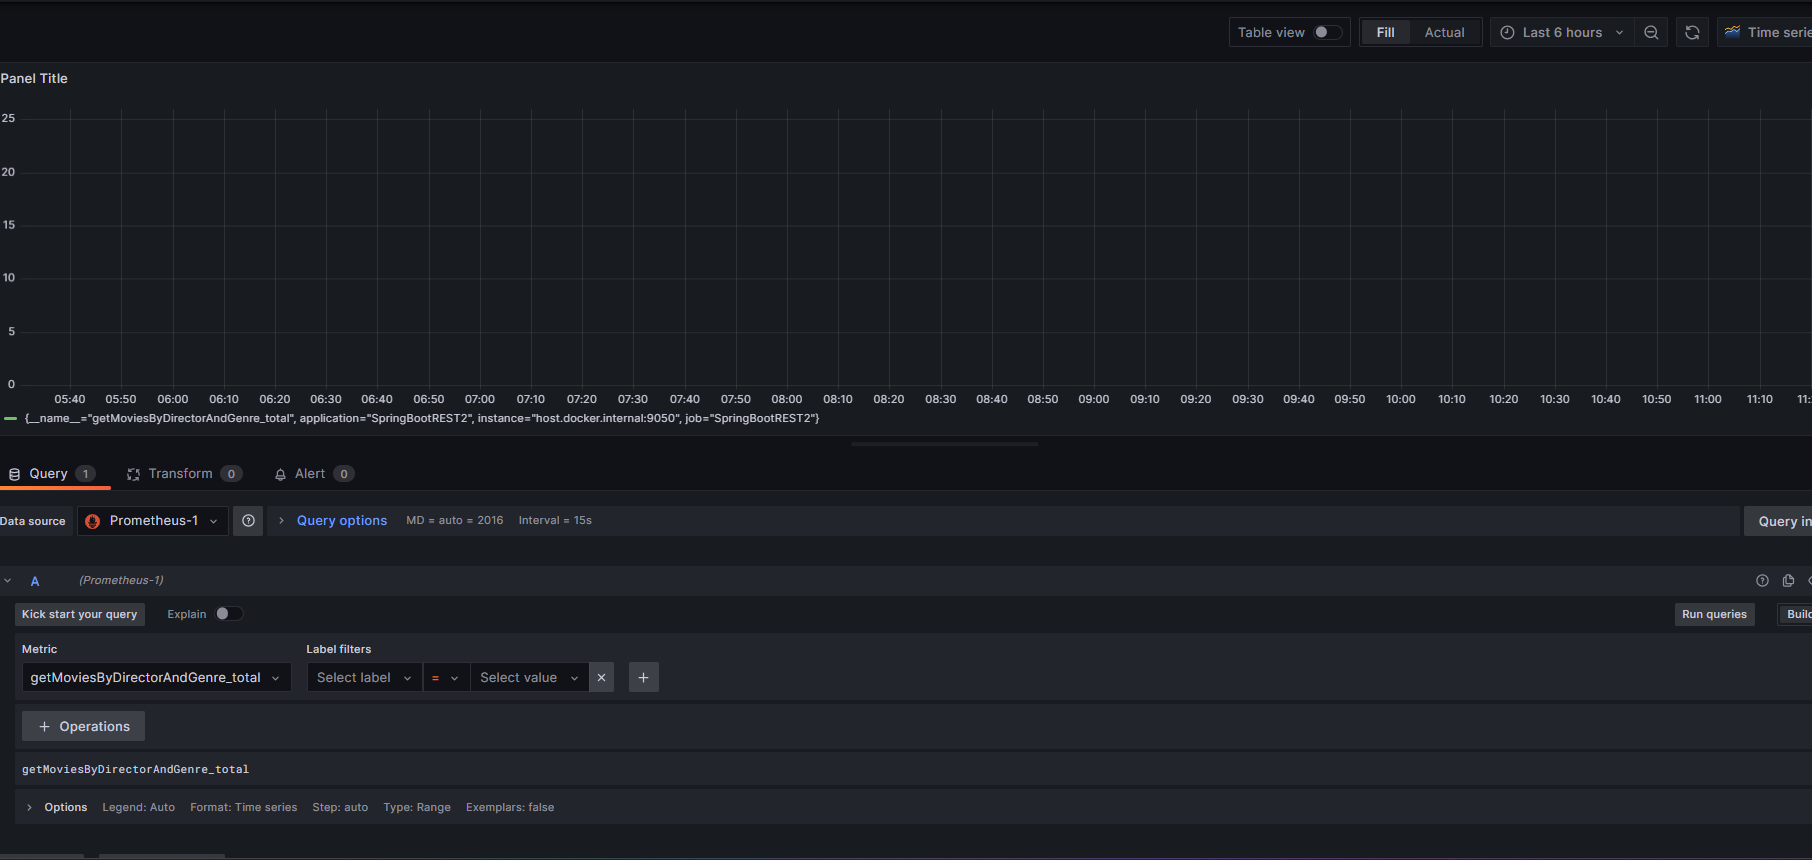 Table view Fill Actual Last 6 hours Time serie
Panel Title
25
20
15
10
5
0
05:40 05:50 06:00 06:10 06:20 06:30 06:40 06:50 07:00 07:10 07:20 07:30 07:40 07:50 08:00 08:10 08:20 08:30 08:40 08:50 09:00 09:10 09:20 09:30 09:40 09:50 10:00 10:10 10:20 10:30 10:40 10:50 11:00 11:10 11:
{__name__="getMoviesByDirectorAndGenre_total", application="SpringBootREST2", instance="host.docker.internal:9050", job="SpringBootREST2"}
Query 1 Transform 0 Alert 0
Data source Prometheus-1 Query options MD = auto = 2016 Interval = 15s Query in
A (Prometheus-1)
Kick start your query Explain Run queries Build
Metric Label filters
getMoviesByDirectorAndGenre_total Select label = Select value
Operations
getMoviesByDirectorAndGenre_total
Options Legend: Auto Format: Time series Step: auto Type: Range Exemplars: false